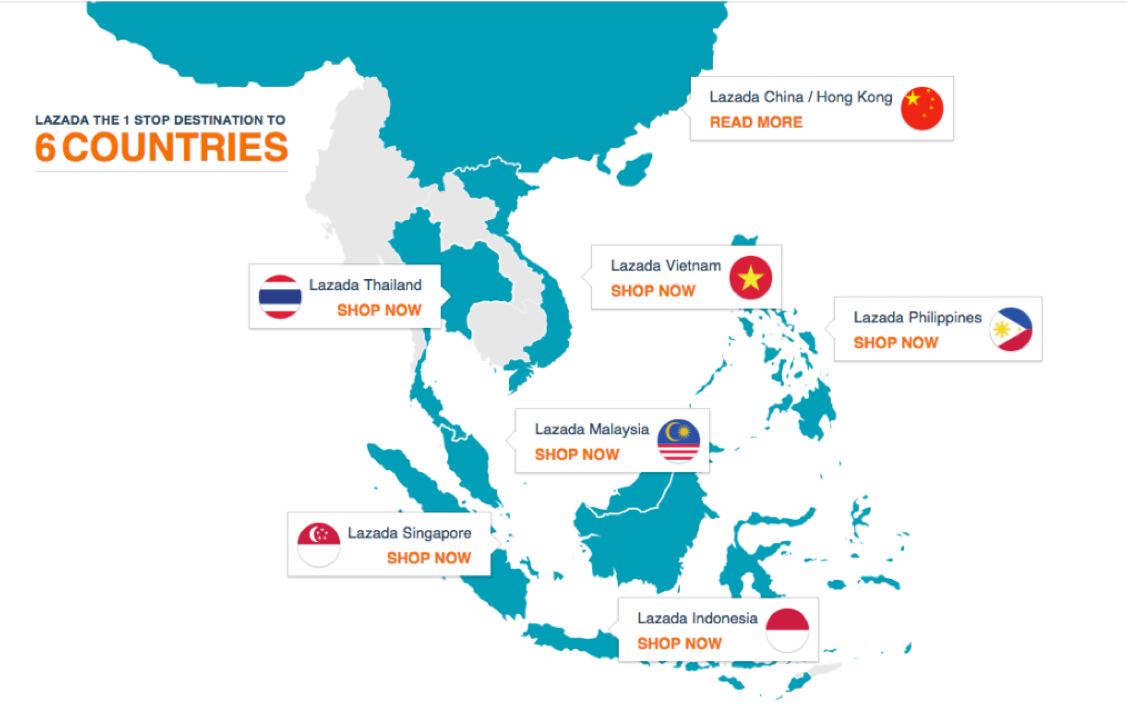 LAZADA THE 1 STOP DESTINATION TO
6 COUNTRIES
Lazada China / Hong Kong
READ MORE
Lazada Vietnam
SHOP NOW
Lazada Thailand
SHOP NOW
Lazada Philippines
SHOP NOW
Lazada Malaysia
SHOP NOW
Lazada Singapore
SHOP NOW
Lazada Indonesia
SHOP NOW